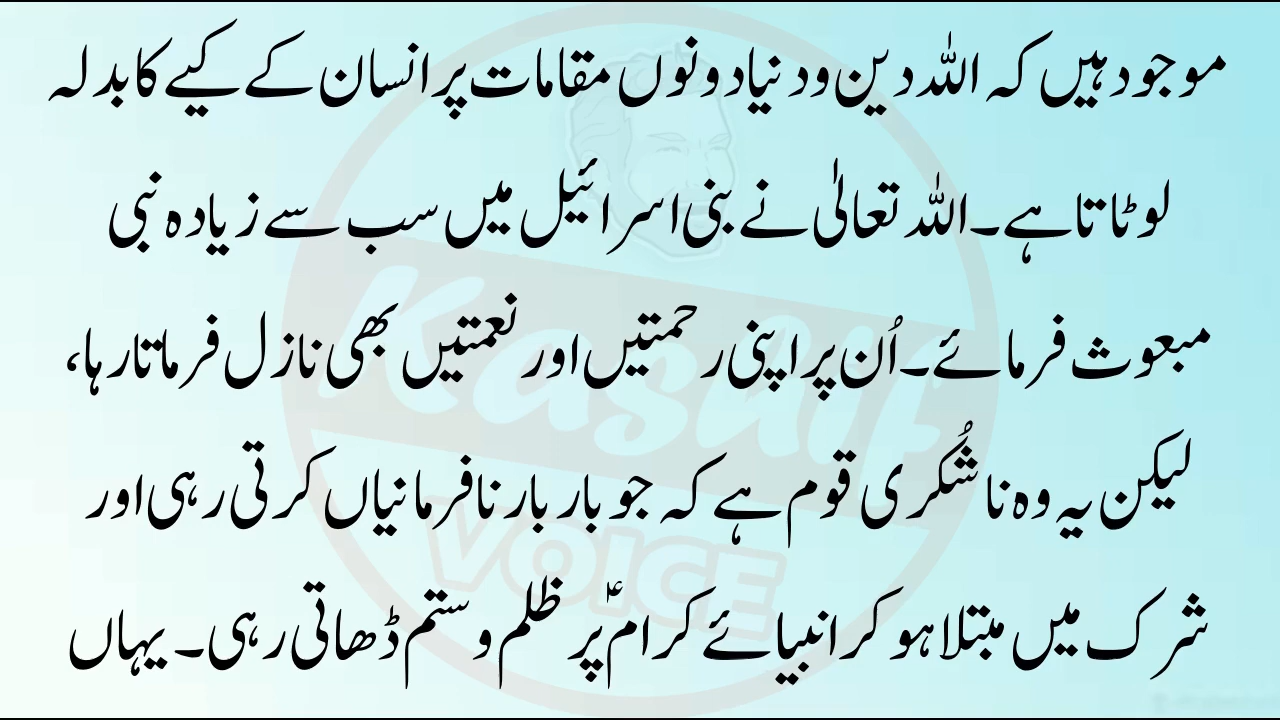 موجود ہیں کہ اللہ دین و دنیا دونوں مقامات پر انسان کے کیے کا بدلہ
لوٹاتا ہے۔ اللہ تعالیٰ نے بنی اسرائیل میں سب سے زیادہ نبی
مبعوث فرمائے۔ اُن پر اپنی رحمتیں اور نعمتیں بھی نازل فرماتا رہا،
لیکن یہ وہ ناشُکری قوم ہے کہ جو بار بار نافرمانیاں کرتی رہی اور
شرک میں مبتلا ہو کر انبیائے کرامؑ پر ظلم و ستم ڈھاتی رہی۔ یہاں
Kashif
VOICE